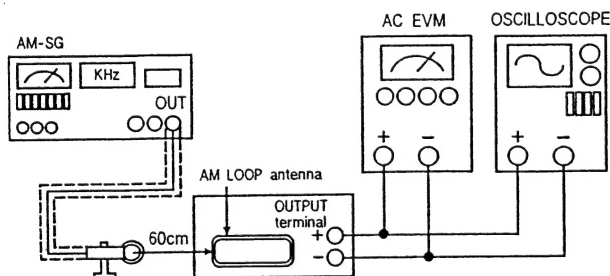 AC EVM
OSCILLOSCOPE
AM-SG
KHz
OUT
+
−
+
−
AM LOOP antenna
OUTPUT
terminal
+
−
60cm